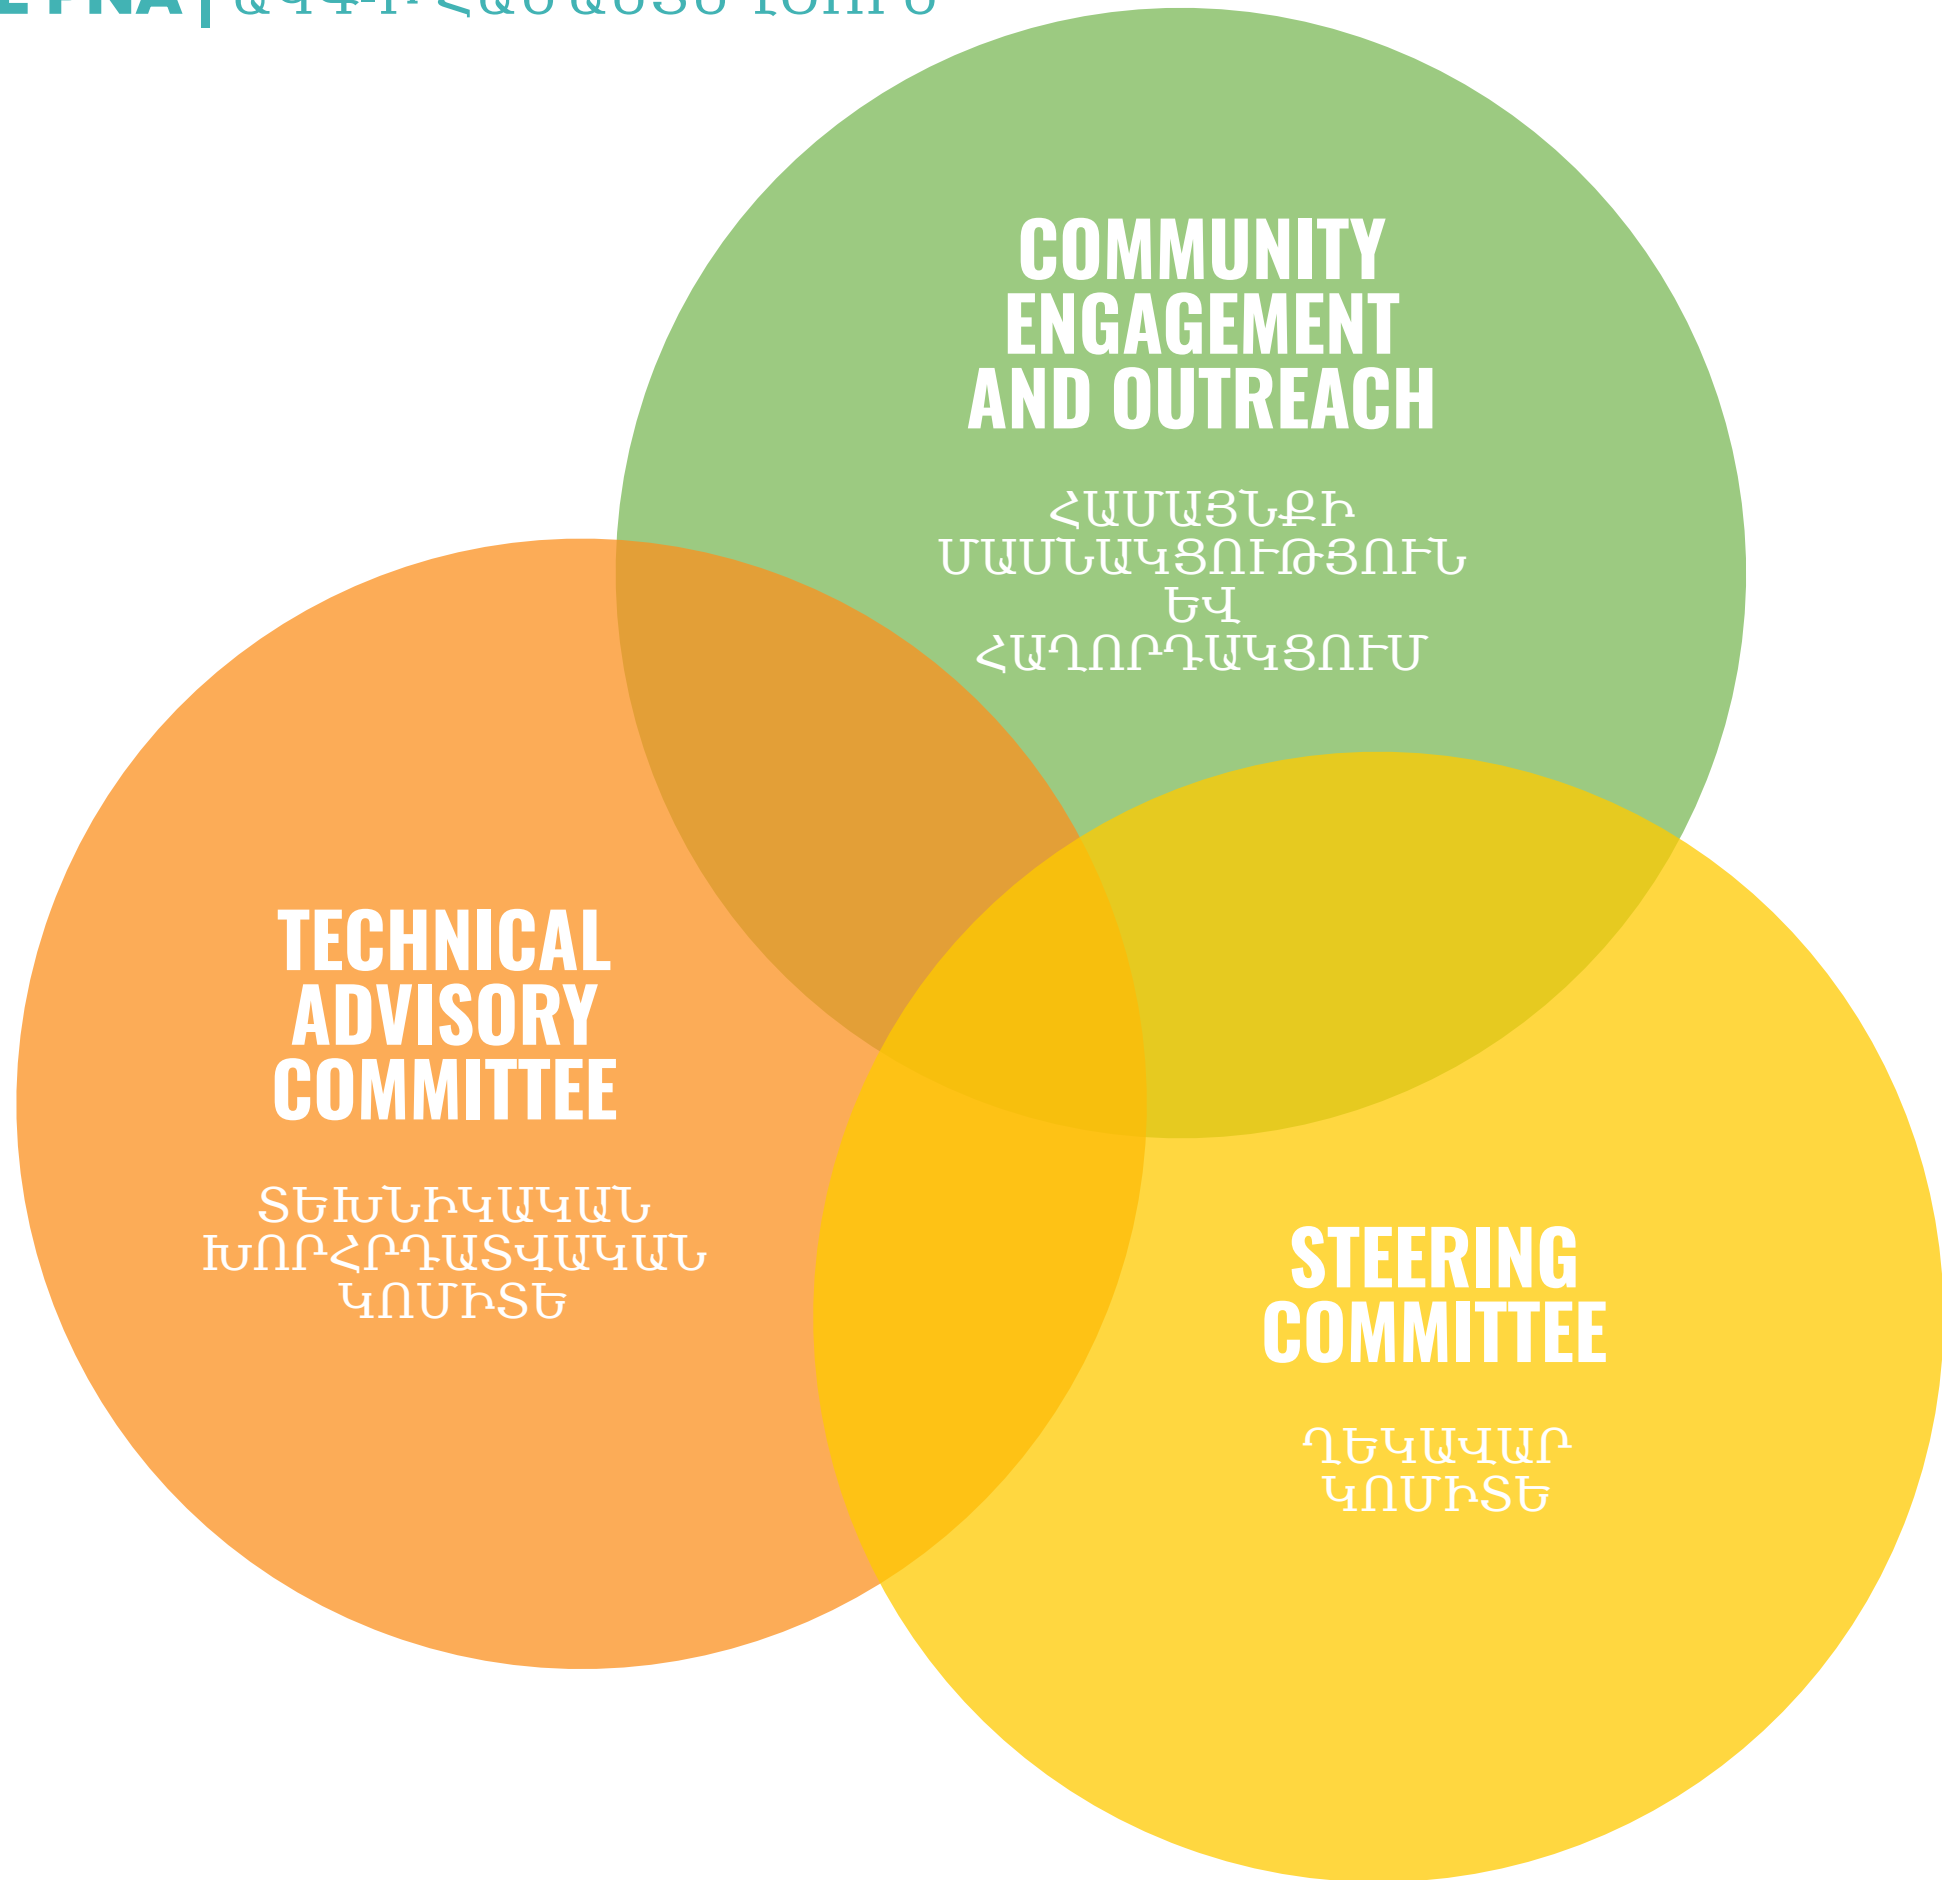 COMMUNITY
ENGAGEMENT
AND OUTREACH
ՀԱՄԱՅՆՔԻ
ՄԱՍՆԱԿՑՈՒԹՅՈՒՆ
ԵՎ
ՀԱՂՈՐԴԱԿՑՈՒՄ
TECHNICAL
ADVISORY
COMMITTEE
ՏԵԽՆԻԿԱԿԱՆ
ԽՈՐՀՐԴԱՏՎԱԿԱՆ
ԿՈՄԻՏԵ
STEERING
COMMITTEE
ՂԵԿԱՎԱՐ
ԿՈՄԻՏԵ